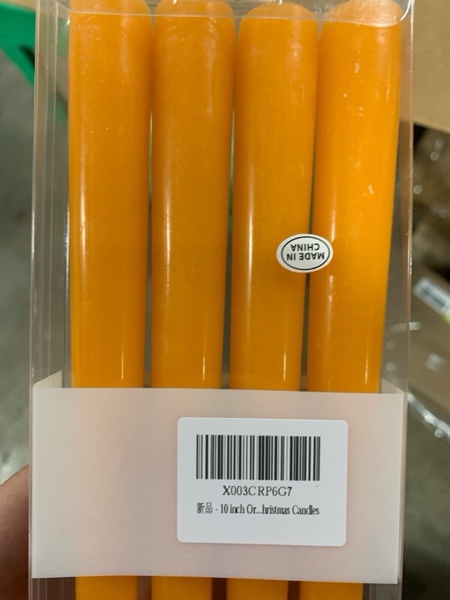 MADE IN
CHINA
X003CRP6G7
新品 - 10 inch Or...hristmas Candles